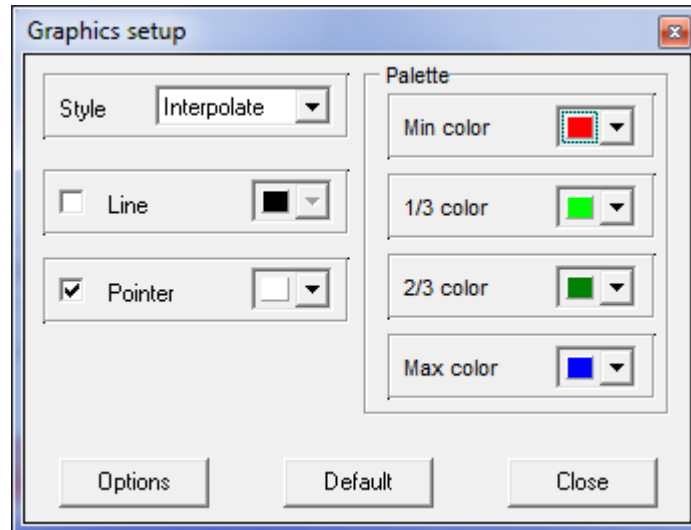 Graphics setup
Style
Interpolate
Line
Pointer
Palette
Min color
1/3 color
2/3 color
Max color
Options
Default
Close